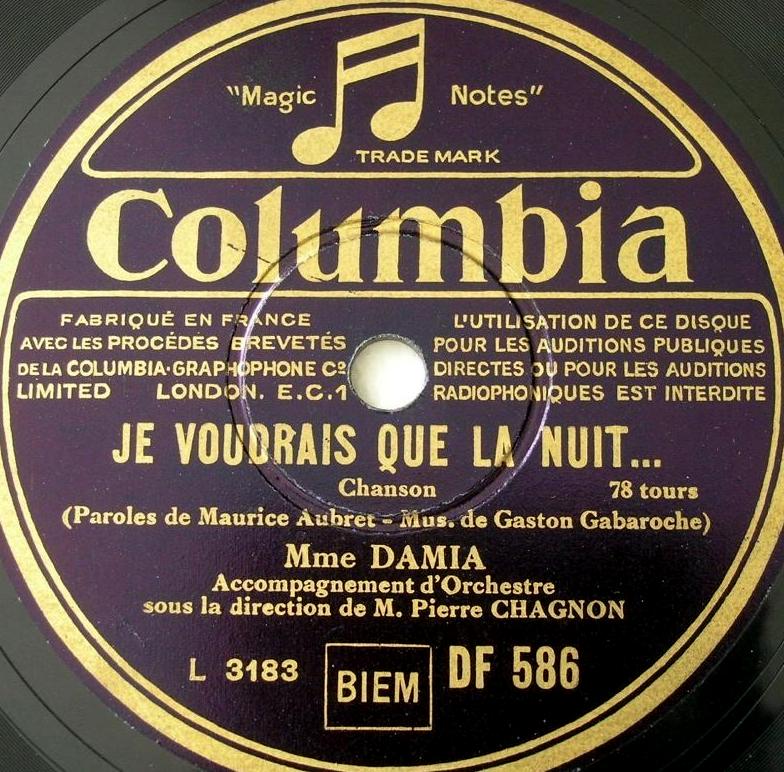 "Magic Notes"
TRADE MARK
Columbia
FABRIQUÉ EN FRANCE
AVEC LES PROCÉDÉS BREVETÉS
DE LA COLUMBIA·GRAPHOPHONE Cº
LIMITED LONDON. E.C.1
L'UTILISATION DE CE DISQUE
POUR LES AUDITIONS PUBLIQUES
DIRECTES OU POUR LES AUDITIONS
RADIOPHONIQUES EST INTERDITE
JE VOUDRAIS QUE LA NUIT...
Chanson 78 tours
(Paroles de Maurice Aubret - Mus. de Gaston Gabaroche)
Mme DAMIA
Accompagnement d'Orchestre
sous la direction de M. Pierre CHAGNON
L 3183 BIEM DF 586